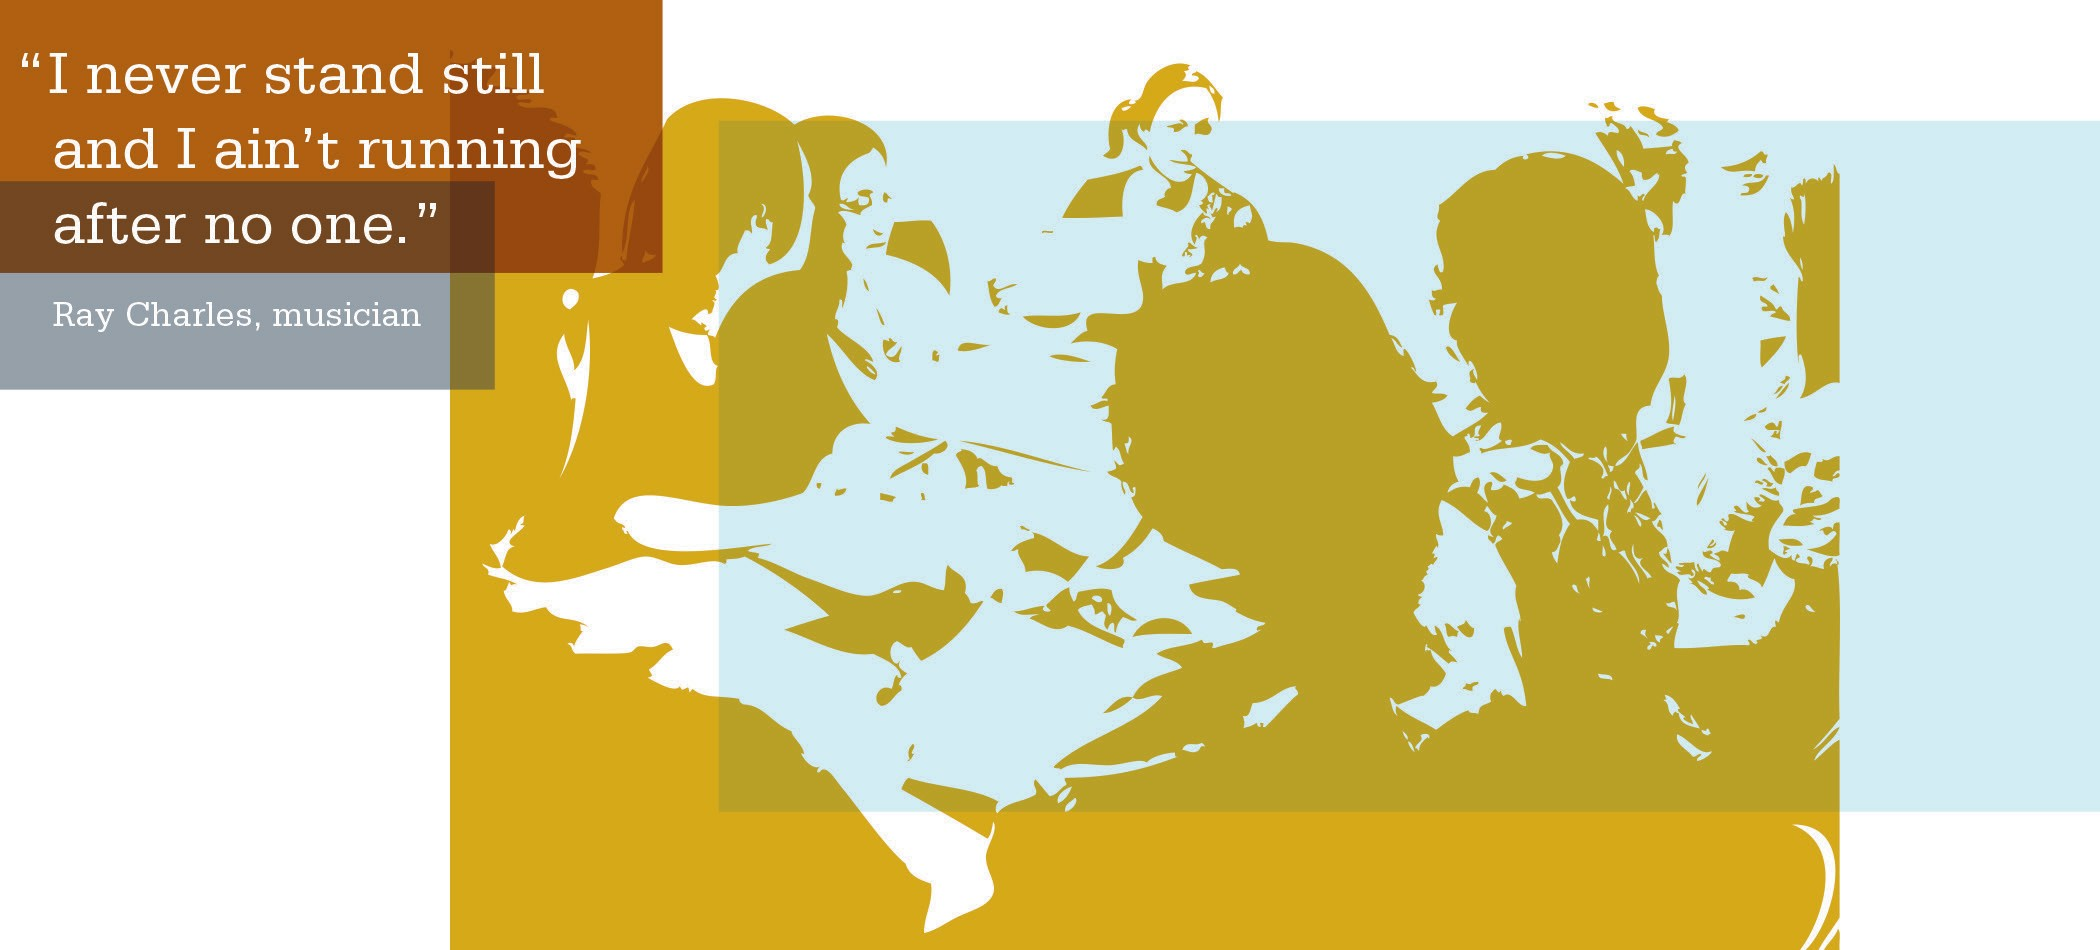 “I never stand still
and I ain’t running
after no one.”
Ray Charles, musician